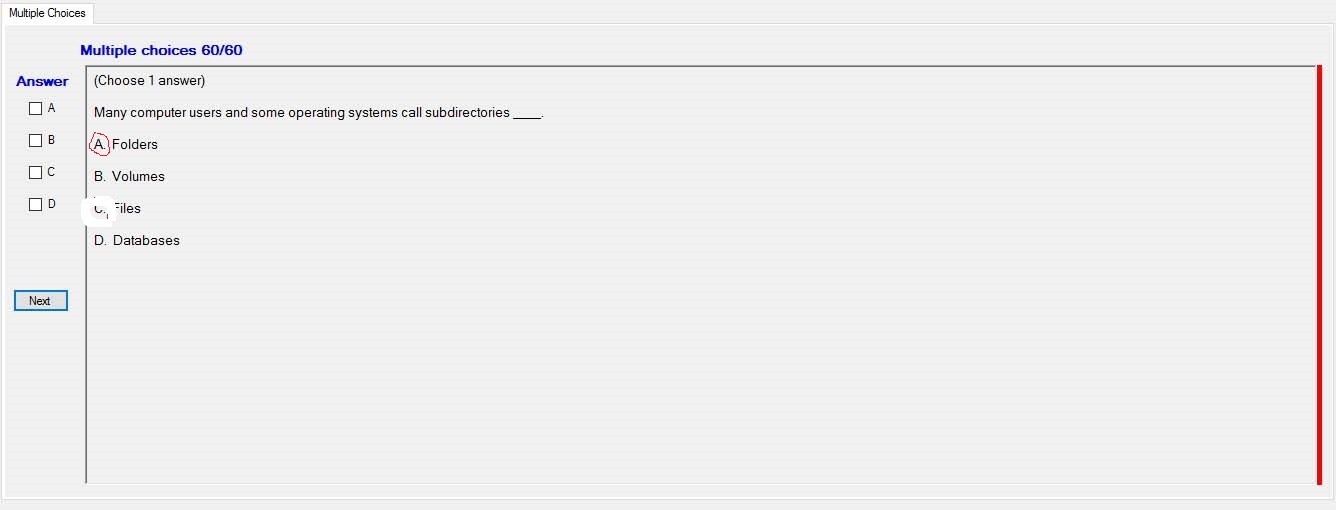 Multiple Choices
Multiple choices 60/60
Answer
(Choose 1 answer)
A
Many computer users and some operating systems call subdirectories ____.
B
A. Folders
C
B. Volumes
D
C. Files
D. Databases
Next